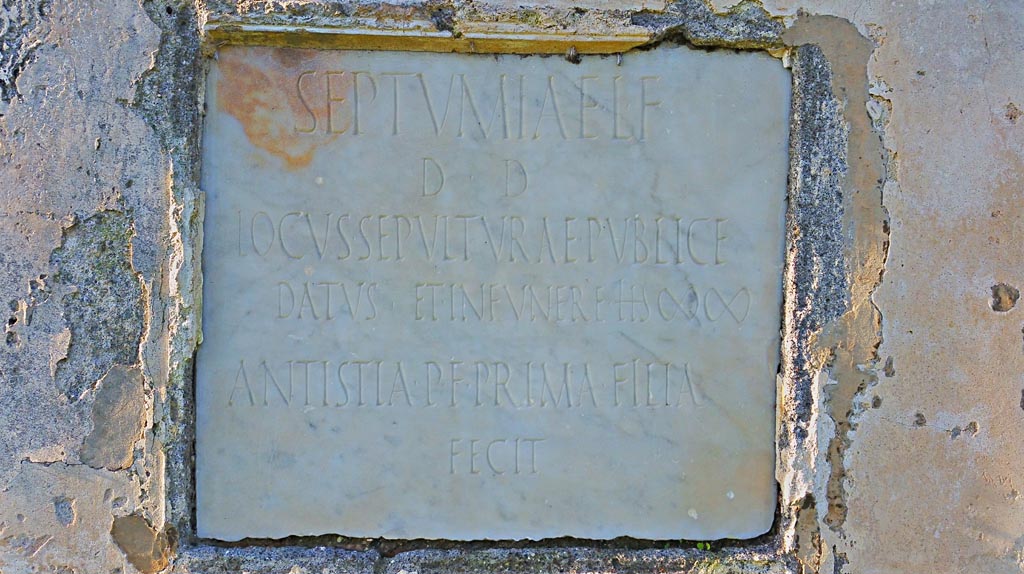 SEPTVMIAE L F
D D
LOCVS SEPVLTVRAE PVBLICE
DATVS ET IN FVNERE HS ∞ ∞
ANTISTIA · P · F · PRIMA · FILIA
FECIT